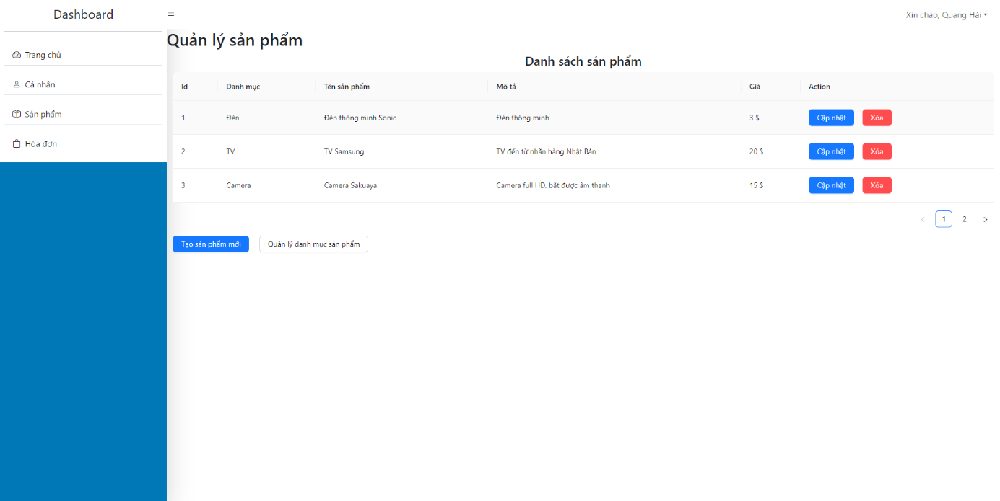 Dashboard
Xin chào, Quang Hải
Trang chủ
Cá nhân
Sản phẩm
Hóa đơn
Quản lý sản phẩm
Danh sách sản phẩm
Id Danh mục Tên sản phẩm Mô tả Giá Action
1 Đèn Đèn thông minh Sonic Đèn thông minh 3 $ Cập nhật Xóa
2 TV TV Samsung TV đến từ nhãn hàng Nhật Bản 20 $ Cập nhật Xóa
3 Camera Camera Sakuaya Camera full HD, bắt được âm thanh 15 $ Cập nhật Xóa
1 2
Tạo sản phẩm mới Quản lý danh mục sản phẩm